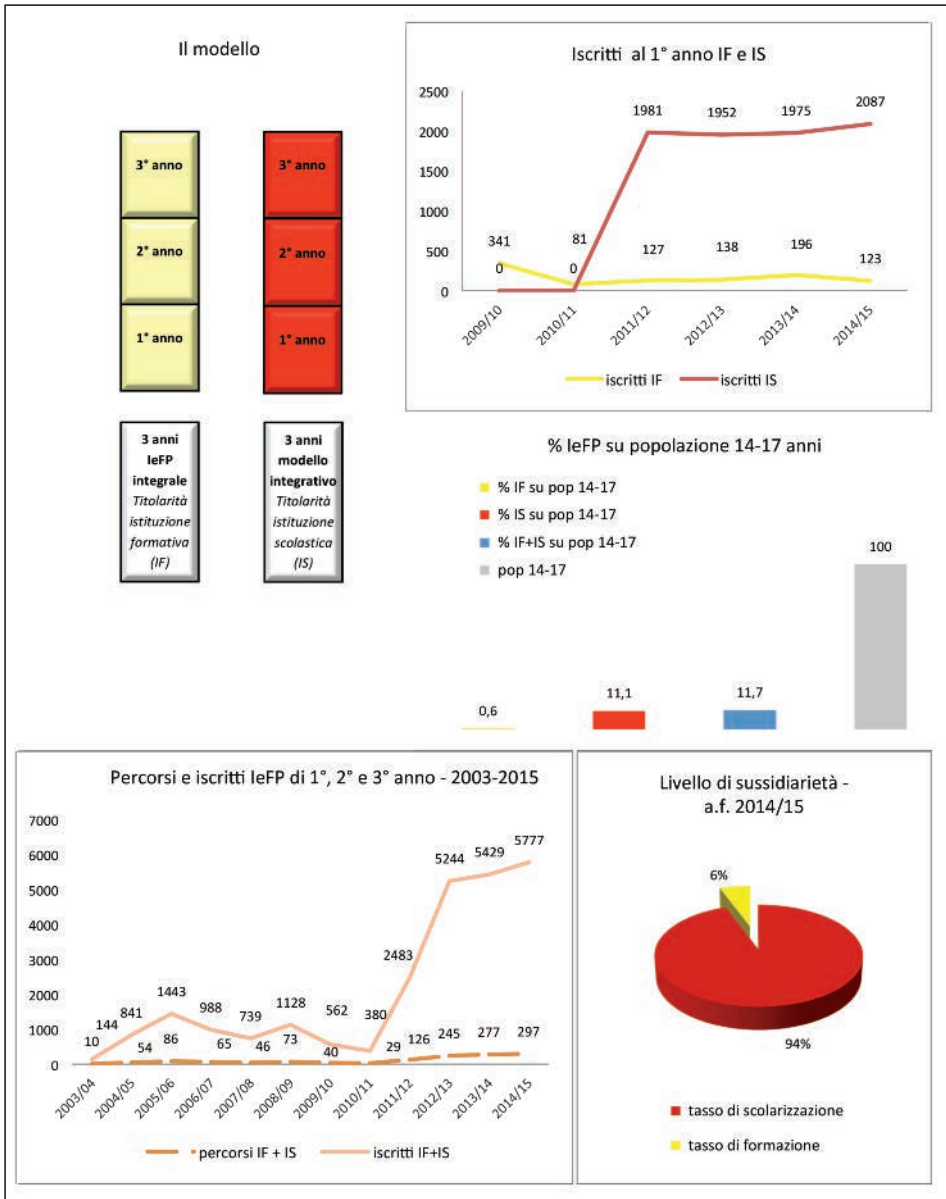 Il modello
3° anno
3° anno
2° anno
2° anno
1° anno
1° anno
3 anni
IeFP
integrale
Titolarità
istituzione
formativa
(IF)
3 anni
modello
integrativo
Titolarità
istituzione
scolastica
(IS)
Iscritti al 1° anno IF e IS
2500
2000
1500
1000
500
0
341
0
81
0
1981
1952
1975
2087
127
138
196
123
2009/10
2010/11
2011/12
2012/13
2013/14
2014/15
iscritti IF
iscritti IS
% IeFP su popolazione 14-17 anni
% IF su pop 14-17
% IS su pop 14-17
% IF+IS su pop 14-17
pop 14-17
0,6
11,1
11,7
100
Percorsi e iscritti IeFP di 1°, 2° e 3° anno - 2003-2015
7000
6000
5000
4000
3000
2000
1000
0
144
841
1443
988
739
1128
562
380
2483
5244
5429
5777
10
54
86
65
46
73
40
29
126
245
277
297
2003/04
2004/05
2005/06
2006/07
2007/08
2008/09
2009/10
2010/11
2011/12
2012/13
2013/14
2014/15
percorsi IF + IS
iscritti IF+IS
Livello di sussidiarietà -
a.f. 2014/15
6%
94%
tasso di scolarizzazione
tasso di formazione